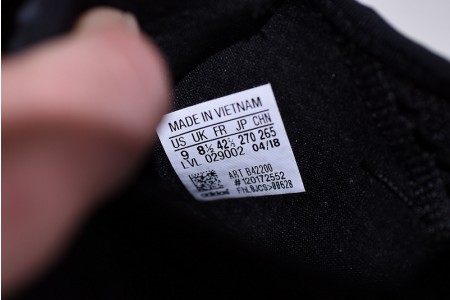 MADE IN VIETNAM
US UK FR JP CHN
9 8½ 42⅔ 270 265
LVL 029002 04/18
ART B42200
#120172552
adidas